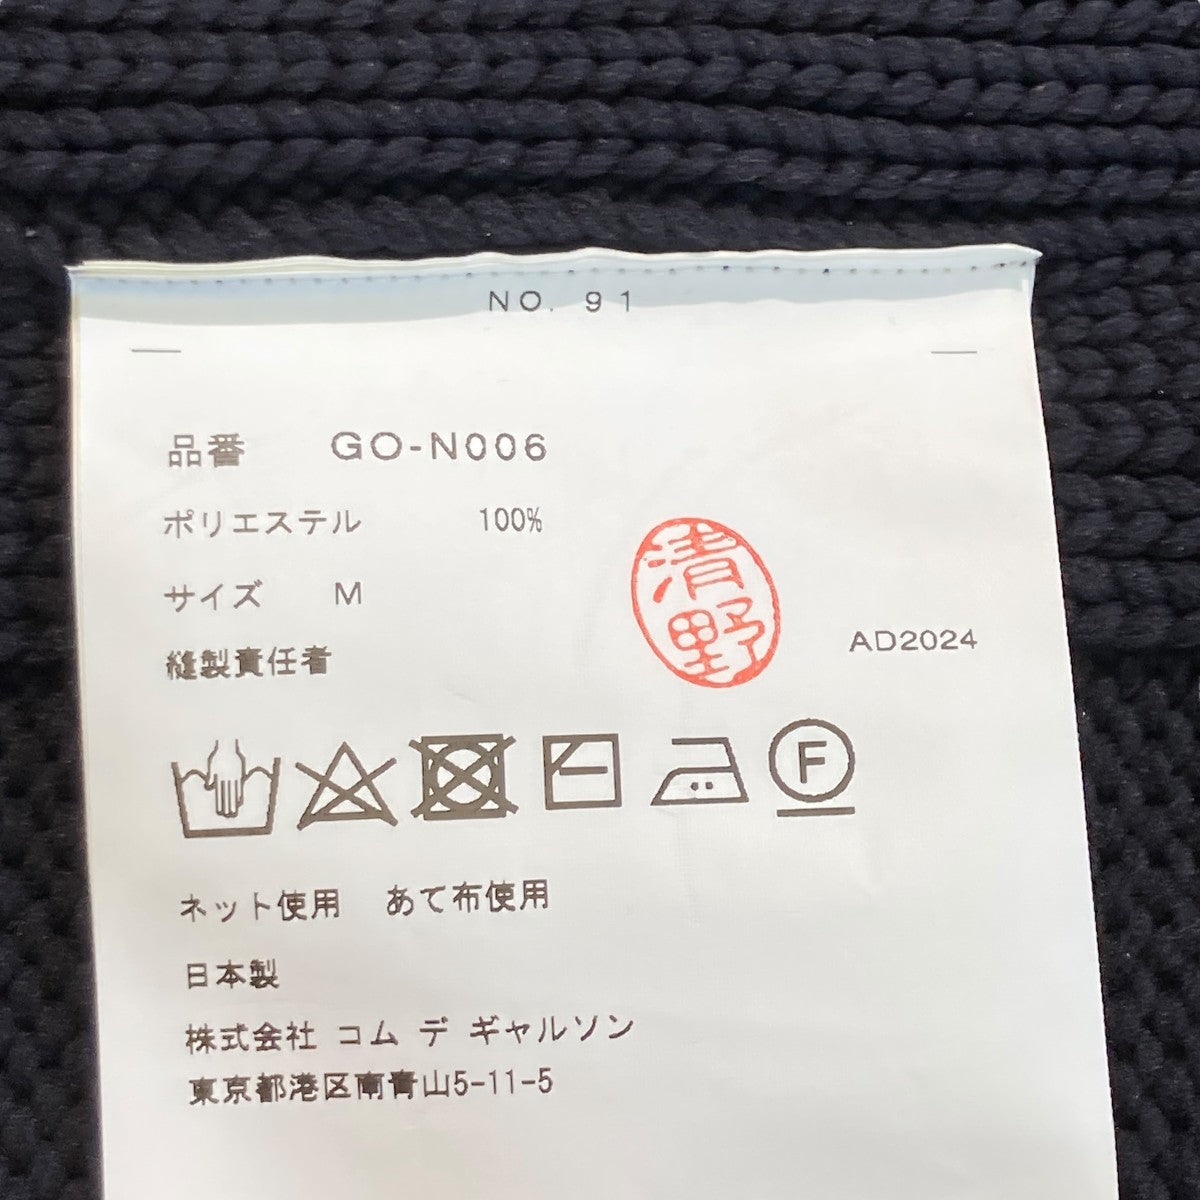 NO. 91
品番 GO-N006
ポリエステル 100%
サイズ M
清野
AD2024
縫製責任者
F
ネット使用 あて布使用
日本製
株式会社 コム デ ギャルソン
東京都港区南青山5-11-5